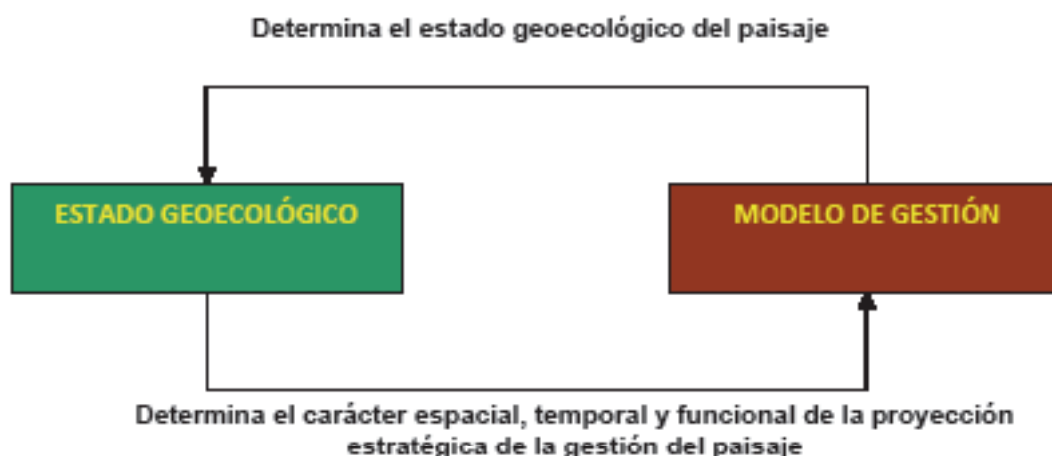 Determina el estado geoecológico del paisaje
ESTADO GEOECOLÓGICO
MODELO DE GESTIÓN
Determina el carácter espacial, temporal y funcional de la proyección
estratégica de la gestión del paisaje